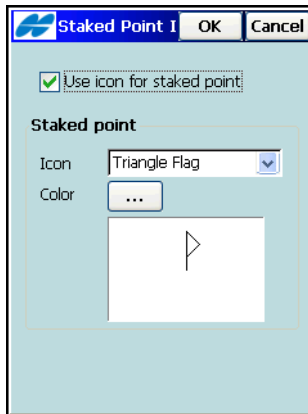 Staked Point I OK Cancel
Use icon for staked point
Staked point
Icon Triangle Flag
Color ...